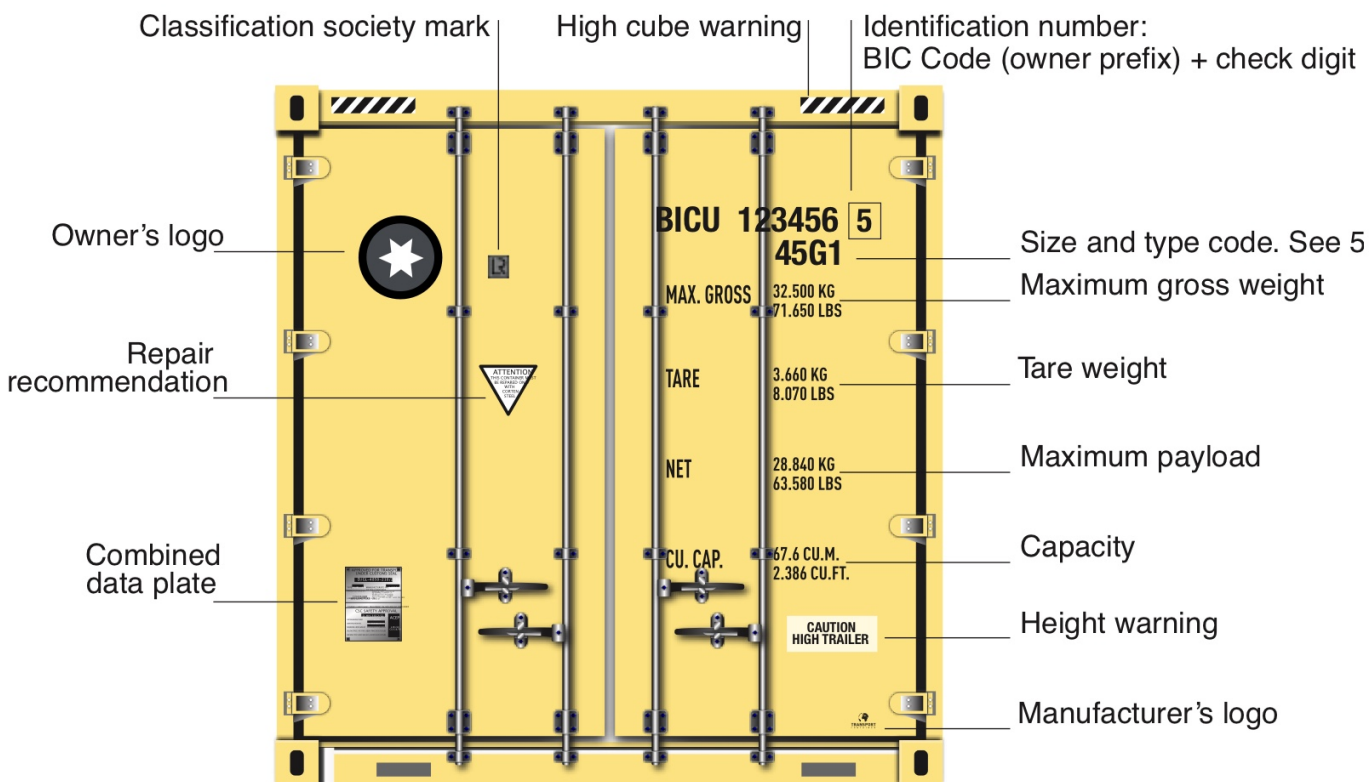 Classification society mark
High cube warning
Identification number:
BIC Code (owner prefix) + check digit
Owner's logo
BICU 123456 5
45G1
Size and type code. See 5
MAX. GROSS 32.500 KG
71.650 LBS
Maximum gross weight
LR
Repair
recommendation
ATTENTION
TARE 3.660 KG
8.070 LBS
Tare weight
NET 28.840 KG
63.580 LBS
Maximum payload
Combined
data plate
CU. CAP. 67.6 CU.M.
2.386 CU.FT.
Capacity
CAUTION
HIGH TRAILER
Height warning
TRANSPORT
Manufacturer's logo